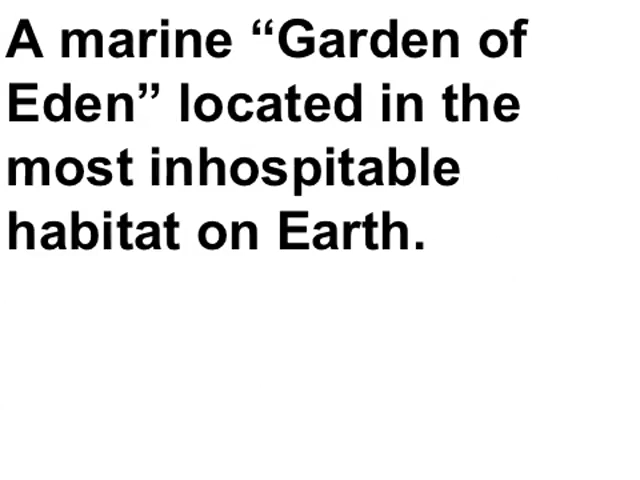 A marine “Garden of
Eden” located in the
most inhospitable
habitat on Earth.